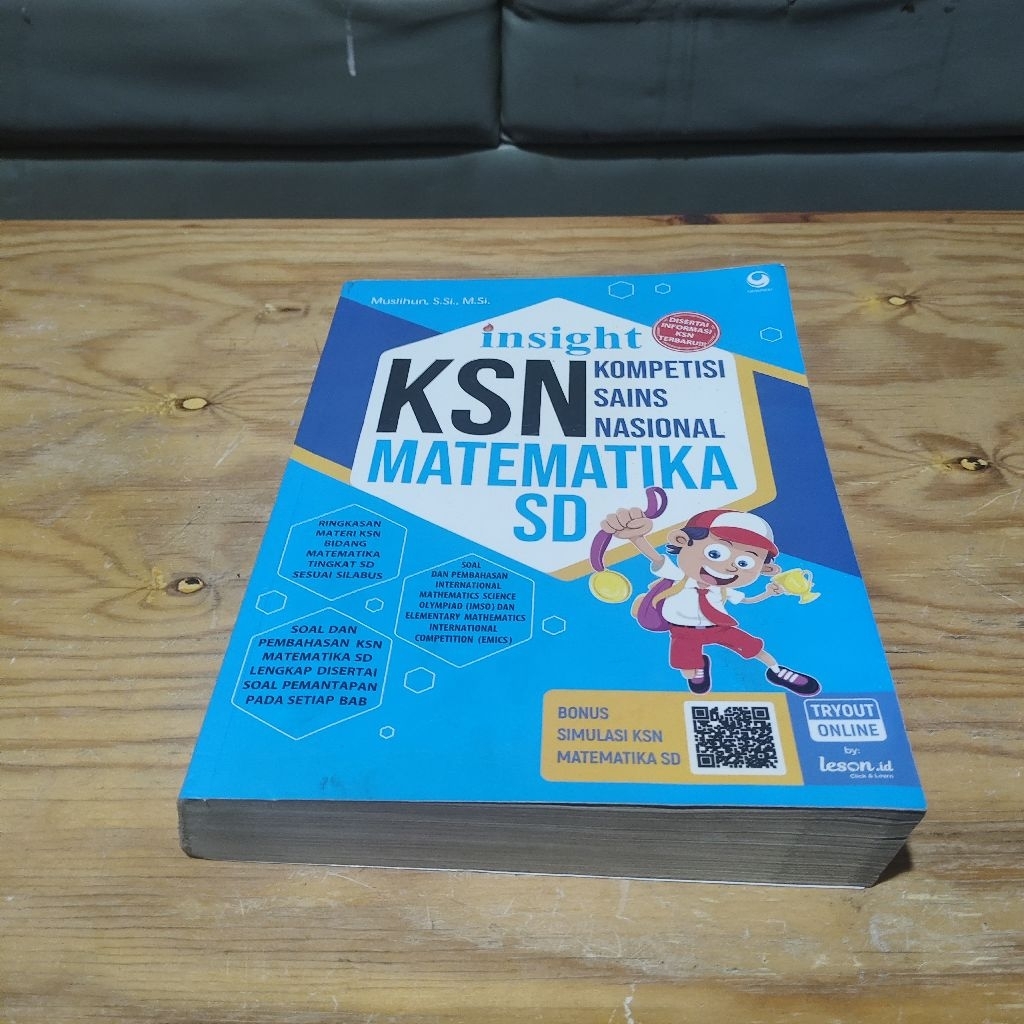 Muslihun, S.Si., M.Si.
insight
KSN
KOMPETISI
SAINS
NASIONAL
MATEMATIKA
SD
DISERTAI
INFORMASI
KSN
TERBARU!!!
RINGKASAN
MATERI KSN
BIDANG
MATEMATIKA
TINGKAT SD
SESUAI SILABUS
SOAL
DAN PEMBAHASAN
INTERNATIONAL
MATHEMATICS SCIENCE
OLYMPIAD (IMSO) DAN
ELEMENTARY MATHEMATICS
INTERNATIONAL
COMPETITION (EMICS)
SOAL DAN
PEMBAHASAN KSN
MATEMATIKA SD
LENGKAP DISERTAI
SOAL PEMANTAPAN
PADA SETIAP BAB
BONUS
SIMULASI KSN
MATEMATIKA SD
TRYOUT
ONLINE
by:
leson.id
Click & Learn